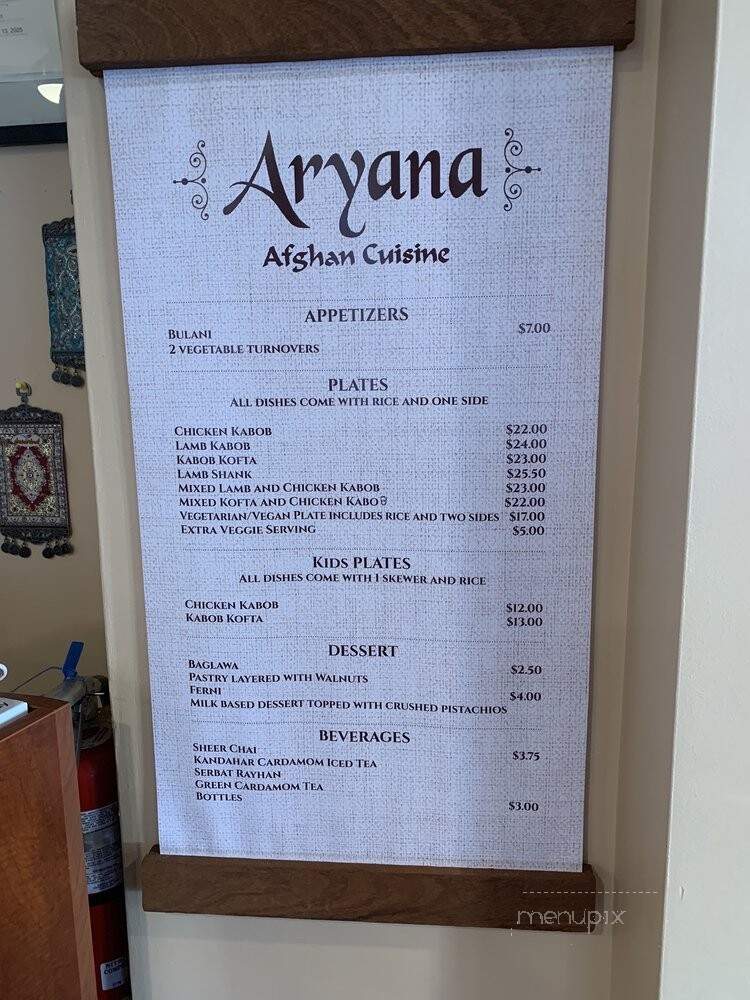 13, 2025
Aryana
Afghan Cuisine
APPETIZERS
BULANI $7.00
2 VEGETABLE TURNOVERS
PLATES
ALL DISHES COME WITH RICE AND ONE SIDE
CHICKEN KABOB $22.00
LAMB KABOB $24.00
KABOB KOFTA $23.00
LAMB SHANK $25.50
MIXED LAMB AND CHICKEN KABOB $23.00
MIXED KOFTA AND CHICKEN KABOB $22.00
VEGETARIAN/VEGAN PLATE INCLUDES RICE AND TWO SIDES $17.00
EXTRA VEGGIE SERVING $5.00
KIDS PLATES
ALL DISHES COME WITH 1 SKEWER AND RICE
CHICKEN KABOB $12.00
KABOB KOFTA $13.00
DESSERT
BAGLAWA $2.50
PASTRY LAYERED WITH WALNUTS
FERNI $4.00
MILK BASED DESSERT TOPPED WITH CRUSHED PISTACHIOS
BEVERAGES
SHEER CHAI $3.75
KANDAHAR CARDAMOM ICED TEA
SERBAT RAYHAN
GREEN CARDAMOM TEA
BOTTLES $3.00
menupix